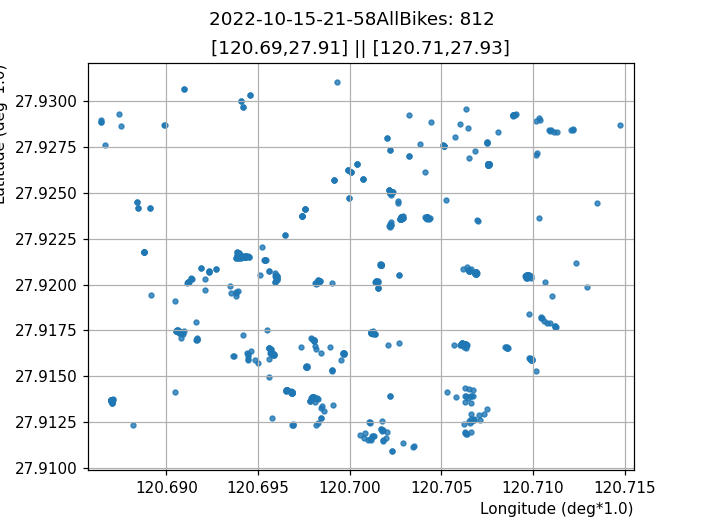 2022-10-15-21-58AllBikes: 812
[120.69,27.91] || [120.71,27.93]
27.9300
27.9275
27.9250
27.9225
27.9200
27.9175
27.9150
27.9125
27.9100
120.690 120.695 120.700 120.705 120.710 120.715
Longitude (deg*1.0)
Latitude (deg*1.0)